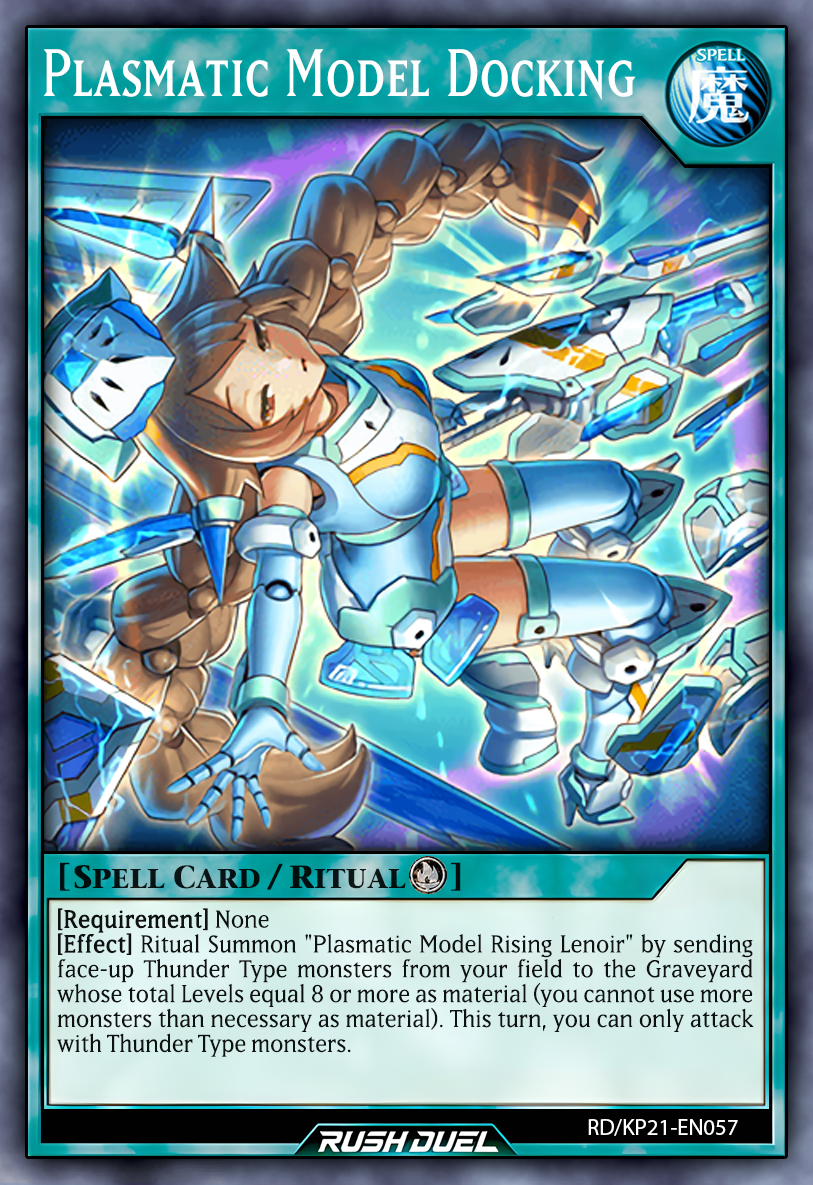 Plasmatic Model Docking
SPELL
魔
[Spell Card / Ritual]
[Requirement] None
[Effect] Ritual Summon "Plasmatic Model Rising Lenoir" by sending
face-up Thunder Type monsters from your field to the Graveyard
whose total Levels equal 8 or more as material (you cannot use more
monsters than necessary as material). This turn, you can only attack
with Thunder Type monsters.
RD/KP21-EN057
RUSH DUEL